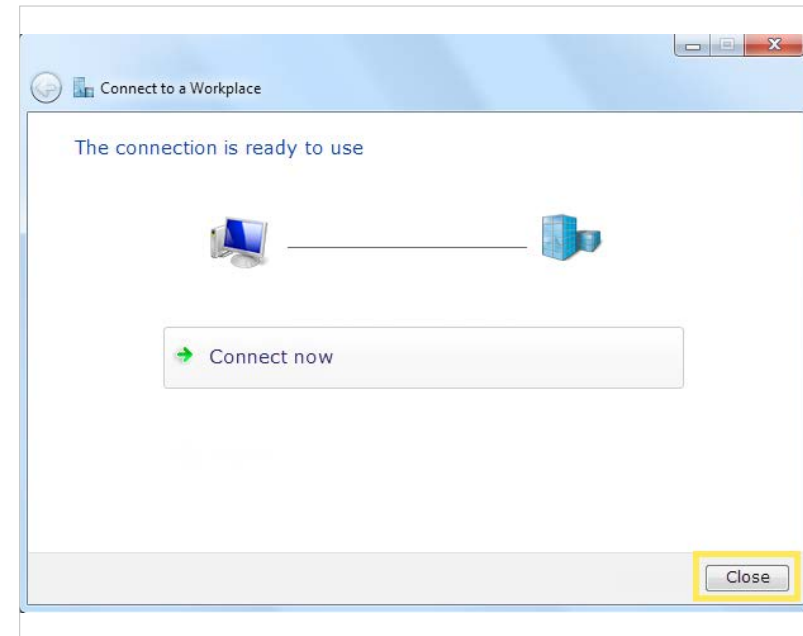 Connect to a Workplace
The connection is ready to use
Connect now
Close